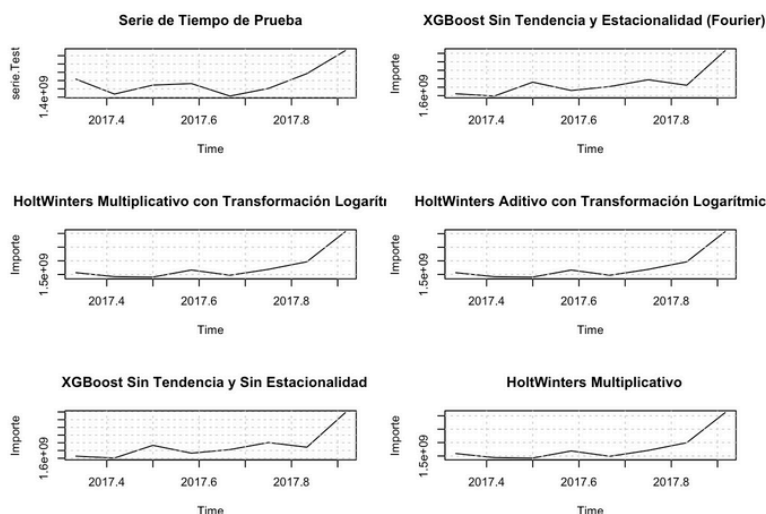 Serie de Tiempo de Prueba
serie.Test
1.4e+09
2017.4 2017.6 2017.8
Time
XGBoost Sin Tendencia y Estacionalidad (Fourier)
Importe
1.6e+09
2017.4 2017.6 2017.8
Time
HoltWinters Multiplicativo con Transformación Logarítı
Importe
1.5e+09
2017.4 2017.6 2017.8
Time
HoltWinters Aditivo con Transformación Logarítmic
Importe
1.5e+09
2017.4 2017.6 2017.8
Time
XGBoost Sin Tendencia y Sin Estacionalidad
Importe
1.6e+09
2017.4 2017.6 2017.8
Time
HoltWinters Multiplicativo
Importe
1.5e+09
2017.4 2017.6 2017.8
Time